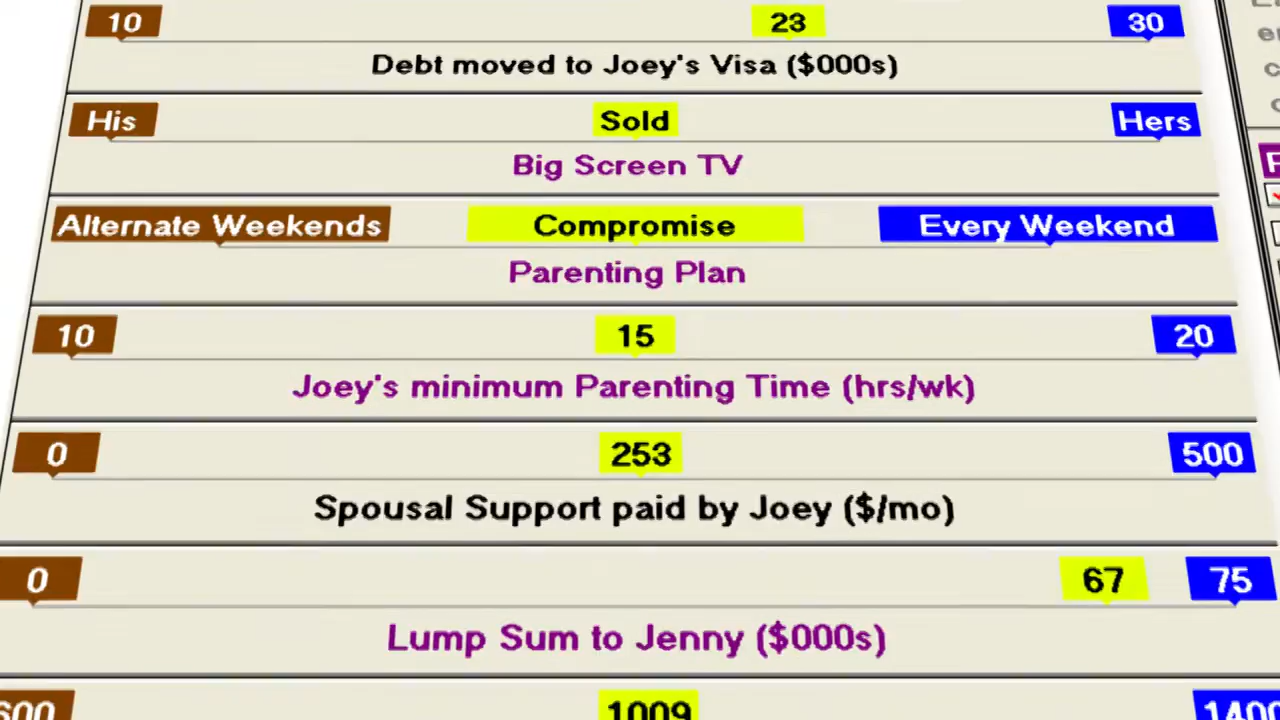 10 23 30
Debt moved to Joey's Visa ($000s)
His Sold Hers
Big Screen TV
Alternate Weekends Compromise Every Weekend
Parenting Plan
10 15 20
Joey's minimum Parenting Time (hrs/wk)
0 253 500
Spousal Support paid by Joey ($/mo)
0 67 75
Lump Sum to Jenny ($000s)
600 1009 1400